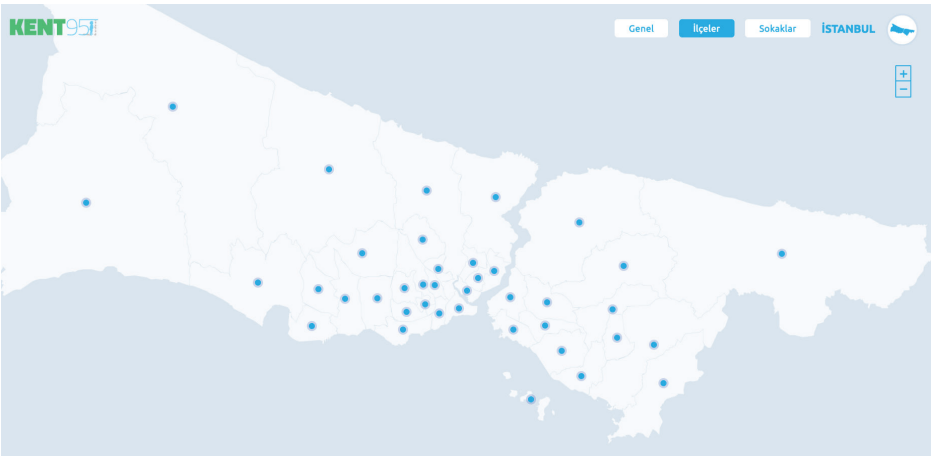 KENT95
Genel
İlçeler
Sokaklar
İSTANBUL
+
−